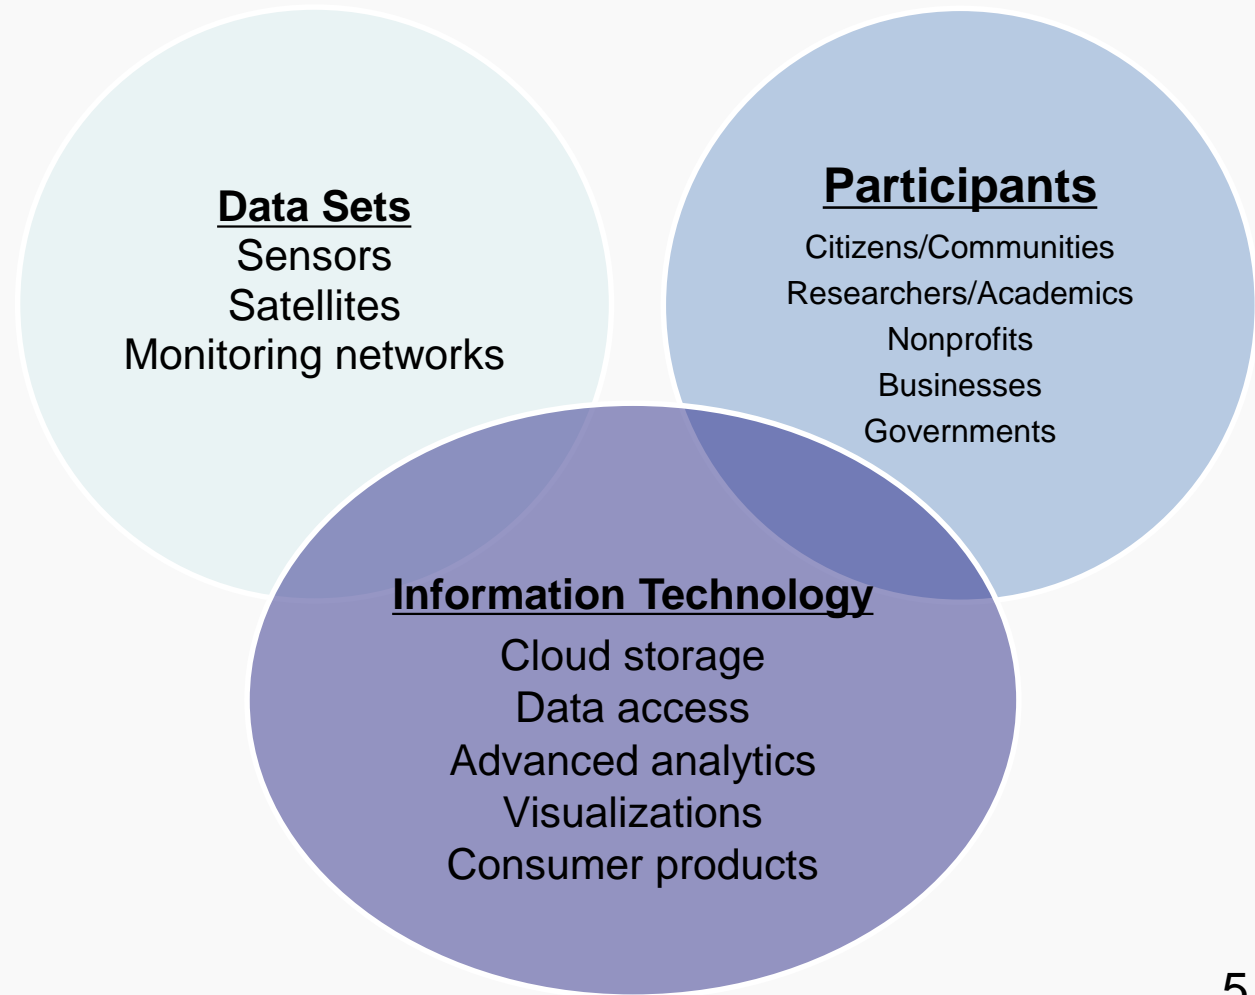 Data Sets
Sensors
Satellites
Monitoring networks
Participants
Citizens/Communities
Researchers/Academics
Nonprofits
Businesses
Governments
Information Technology
Cloud storage
Data access
Advanced analytics
Visualizations
Consumer products
5